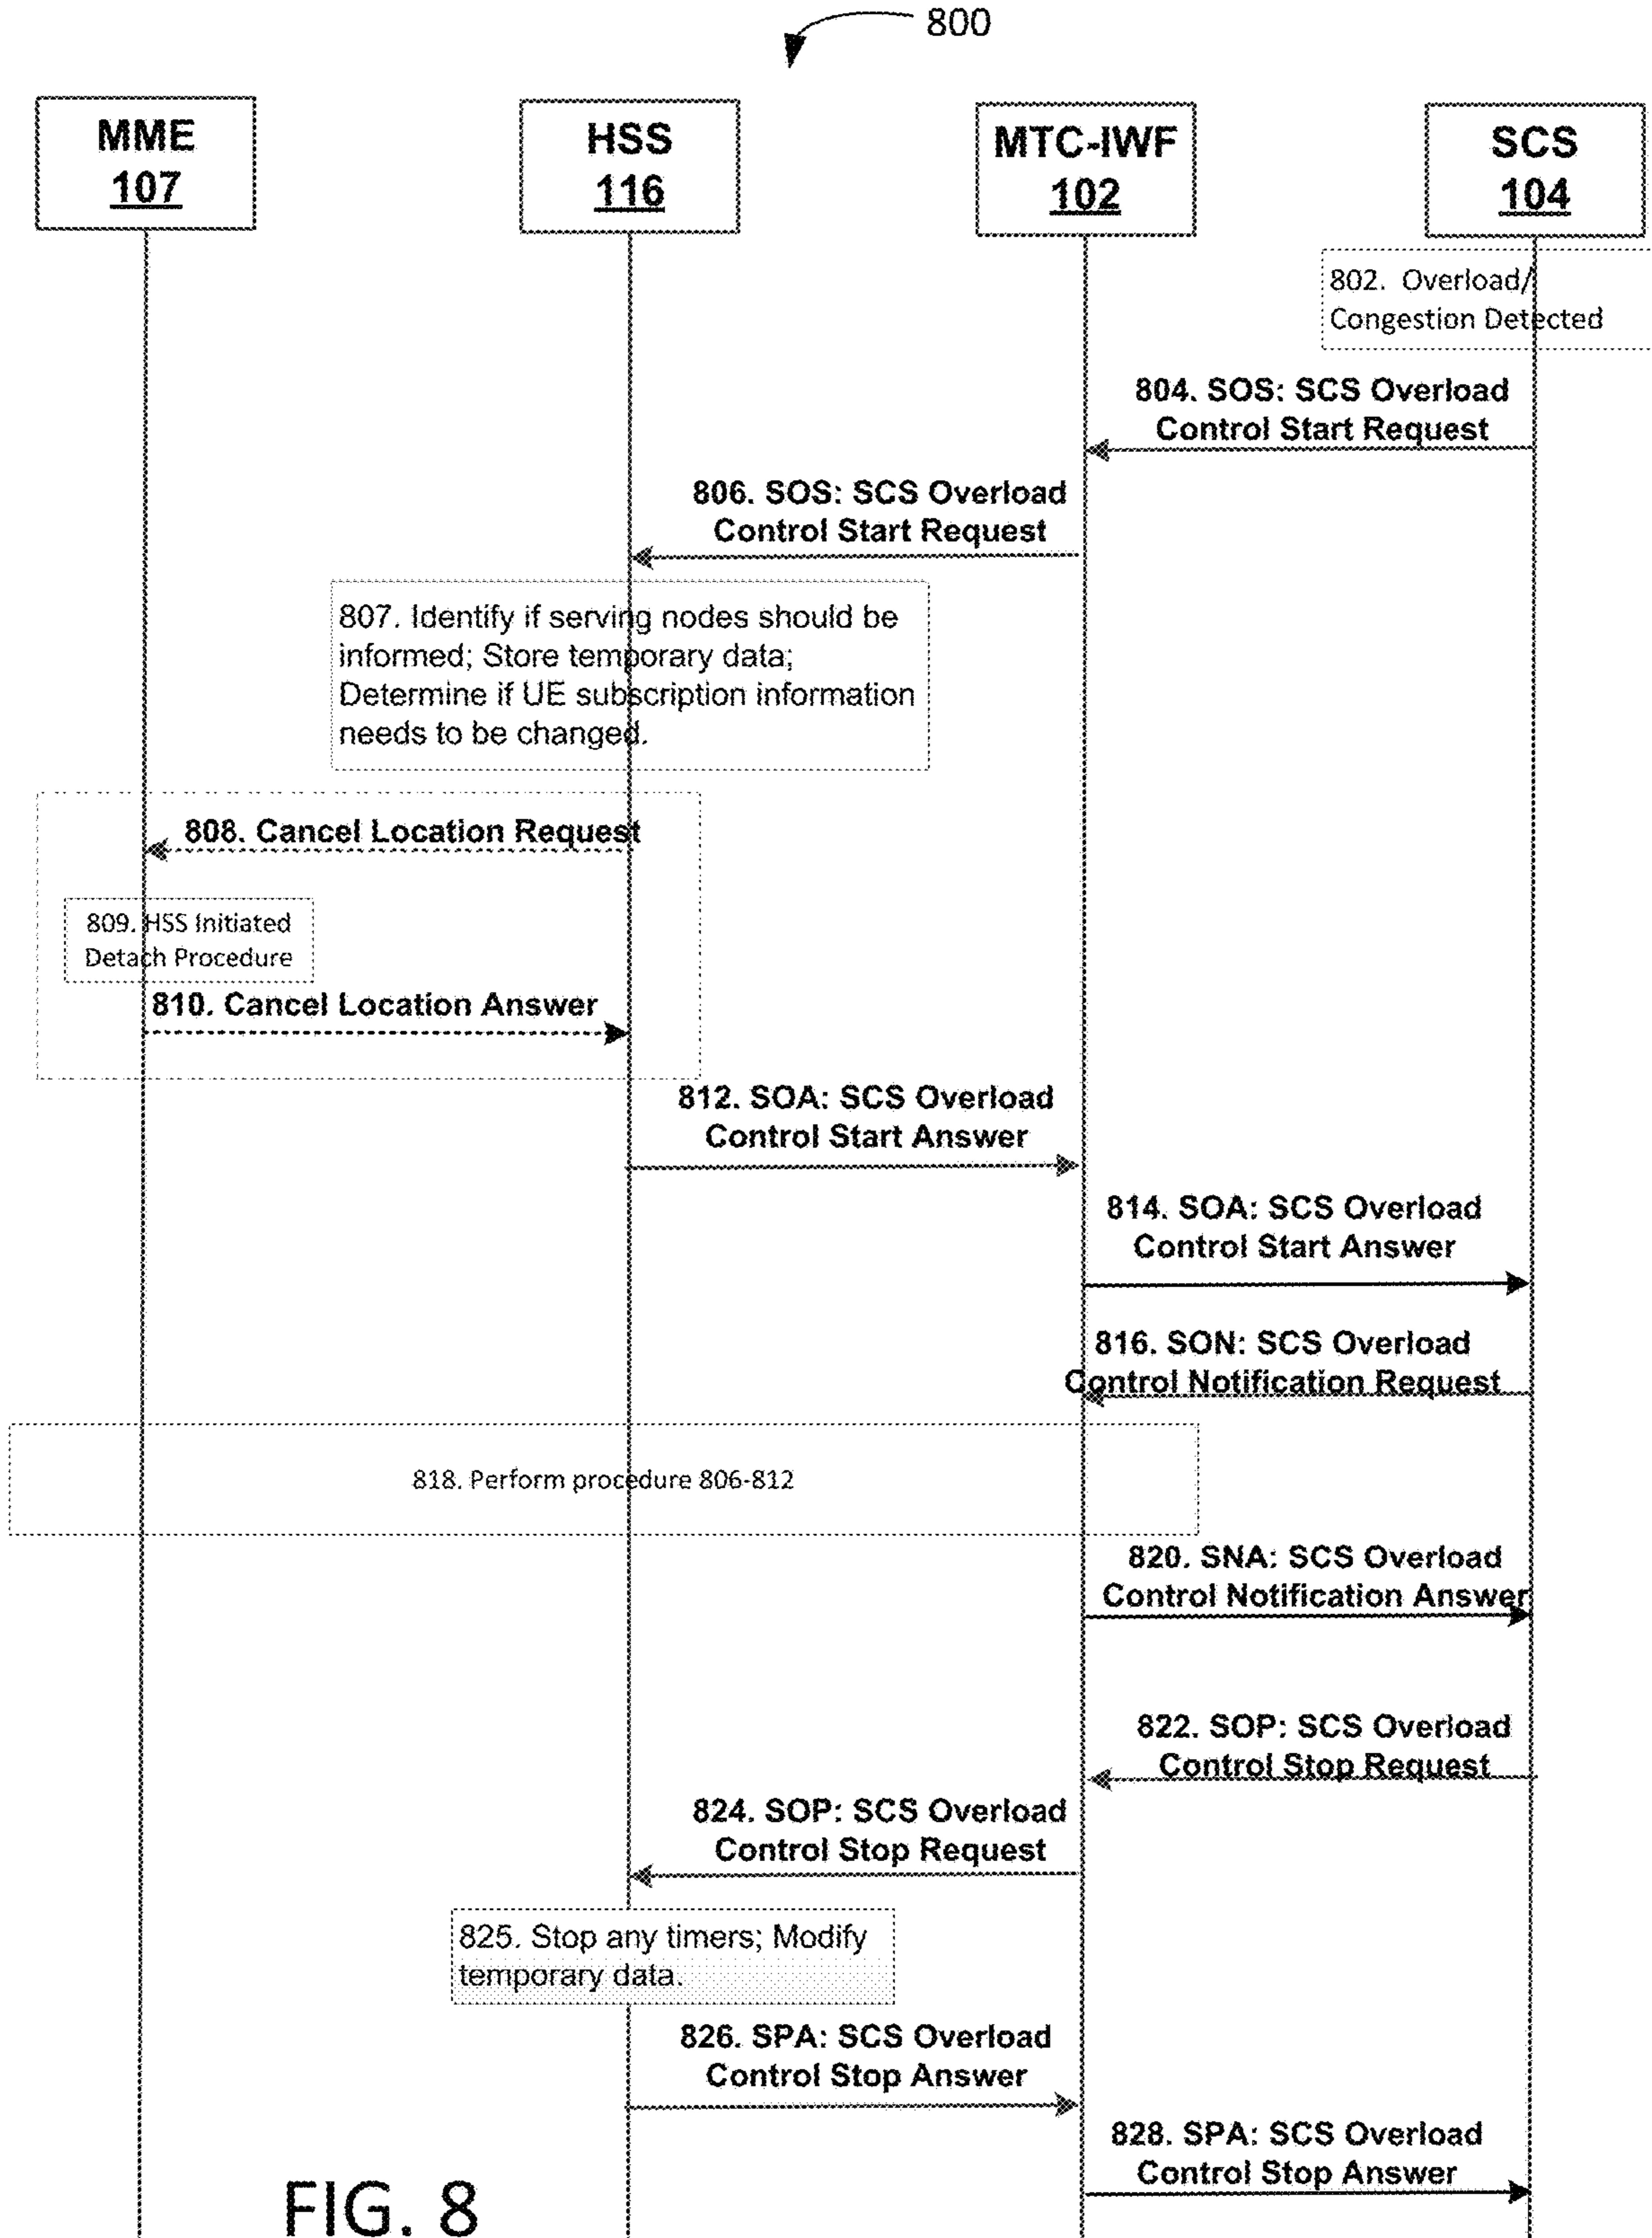 800
MME
107
HSS
116
MTC-IWF
102
SCS
104
802. Overload/
Congestion Detected
804. SOS: SCS Overload
Control Start Request
806. SOS: SCS Overload
Control Start Request
807. Identify if serving nodes should be
informed; Store temporary data;
Determine if UE subscription information
needs to be changed.
808. Cancel Location Request
809. HSS Initiated
Detach Procedure
810. Cancel Location Answer
812. SOA: SCS Overload
Control Start Answer
814. SOA: SCS Overload
Control Start Answer
816. SON: SCS Overload
Control Notification Request
818. Perform procedure 806-812
820. SNA: SCS Overload
Control Notification Answer
822. SOP: SCS Overload
Control Stop Request
824. SOP: SCS Overload
Control Stop Request
825. Stop any timers; Modify
temporary data.
826. SPA: SCS Overload
Control Stop Answer
828. SPA: SCS Overload
Control Stop Answer
FIG. 8